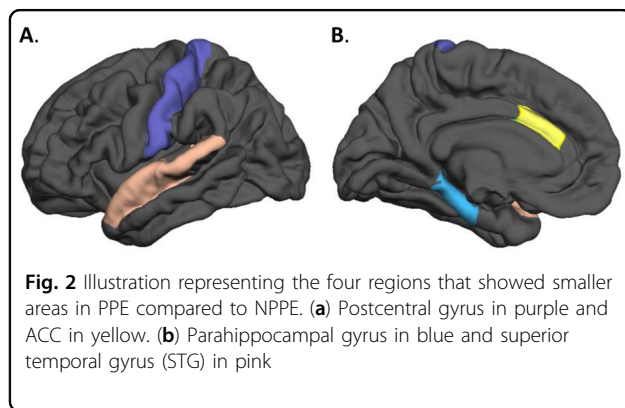 A. B.
Fig. 2 Illustration representing the four regions that showed smaller
areas in PPE compared to NPPE. (a) Postcentral gyrus in purple and
ACC in yellow. (b) Parahippocampal gyrus in blue and superior
temporal gyrus (STG) in pink